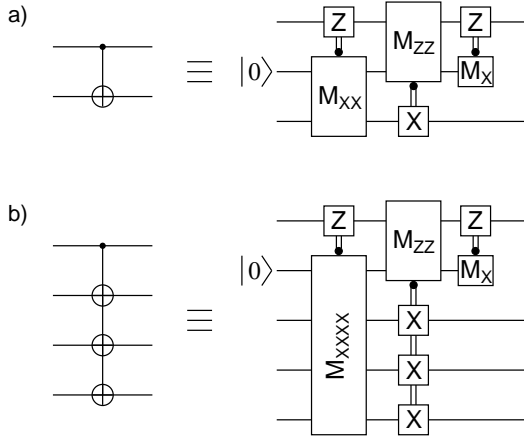 a)
Z Z
M_ZZ
|0⟩ M_XX M_X
X
b)
Z Z
M_ZZ
|0⟩ M_X
M_XXXX
X
X
X